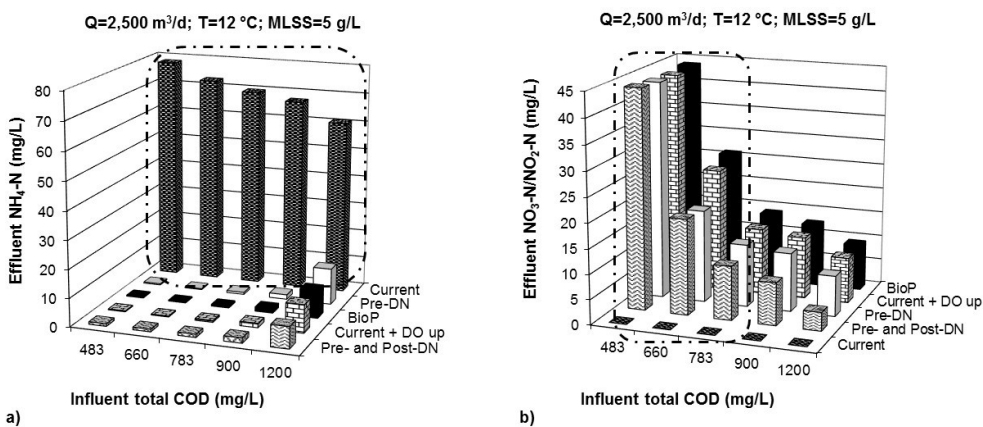 Q=2,500 m³/d; T=12 °C; MLSS=5 g/L
Effluent NH₄-N (mg/L)
80
70
60
50
40
30
20
10
0
483
660
783
900
1200
Current
Pre-DN
BioP
Current + DO up
Pre- and Post-DN
Influent total COD (mg/L)
a)
Q=2,500 m³/d; T=12 °C; MLSS=5 g/L
Effluent NO₃-N/NO₂-N (mg/L)
45
40
35
30
25
20
15
10
5
0
483
660
783
900
1200
BioP
Current + DO up
Pre-DN
Pre- and Post-DN
Current
Influent total COD (mg/L)
b)